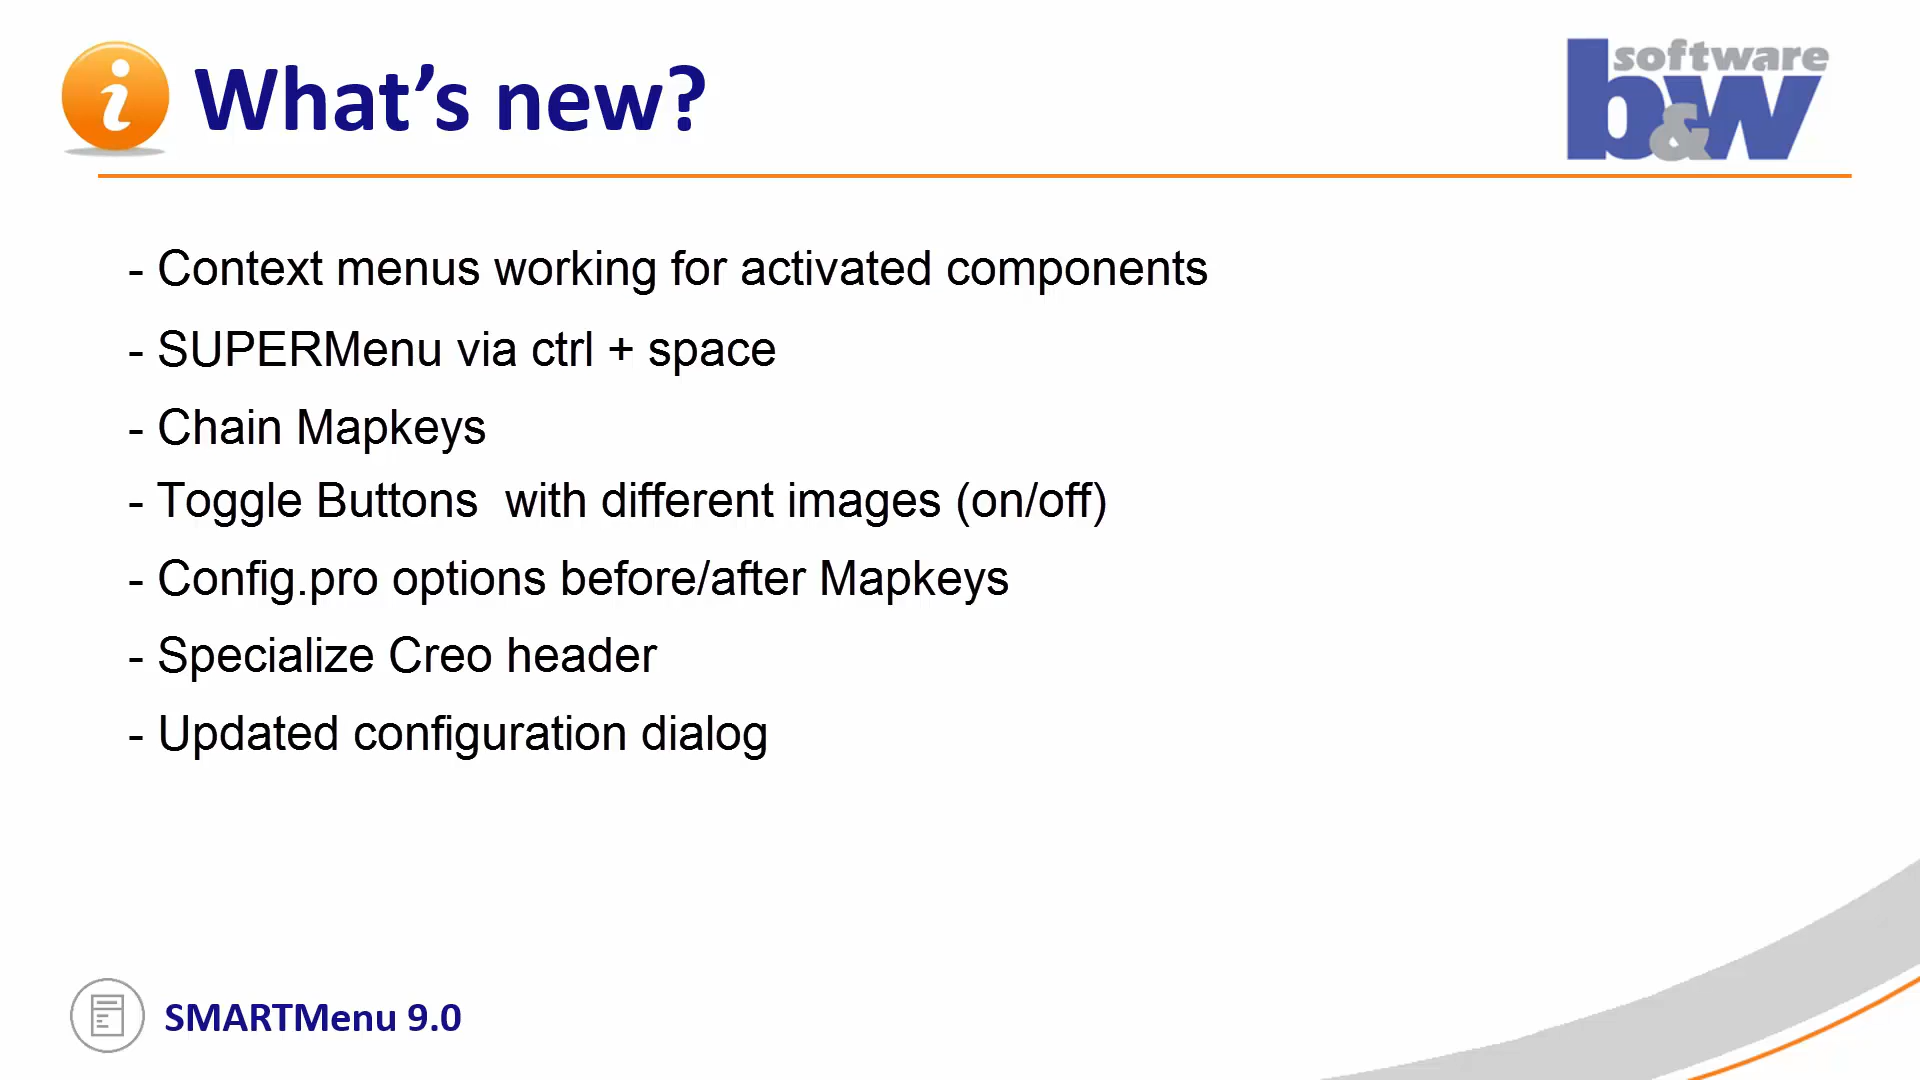 What's new?
software
b&w
- Context menus working for activated components
- SUPERMenu via ctrl + space
- Chain Mapkeys
- Toggle Buttons  with different images (on/off)
- Config.pro options before/after Mapkeys
- Specialize Creo header
- Updated configuration dialog
SMARTMenu 9.0